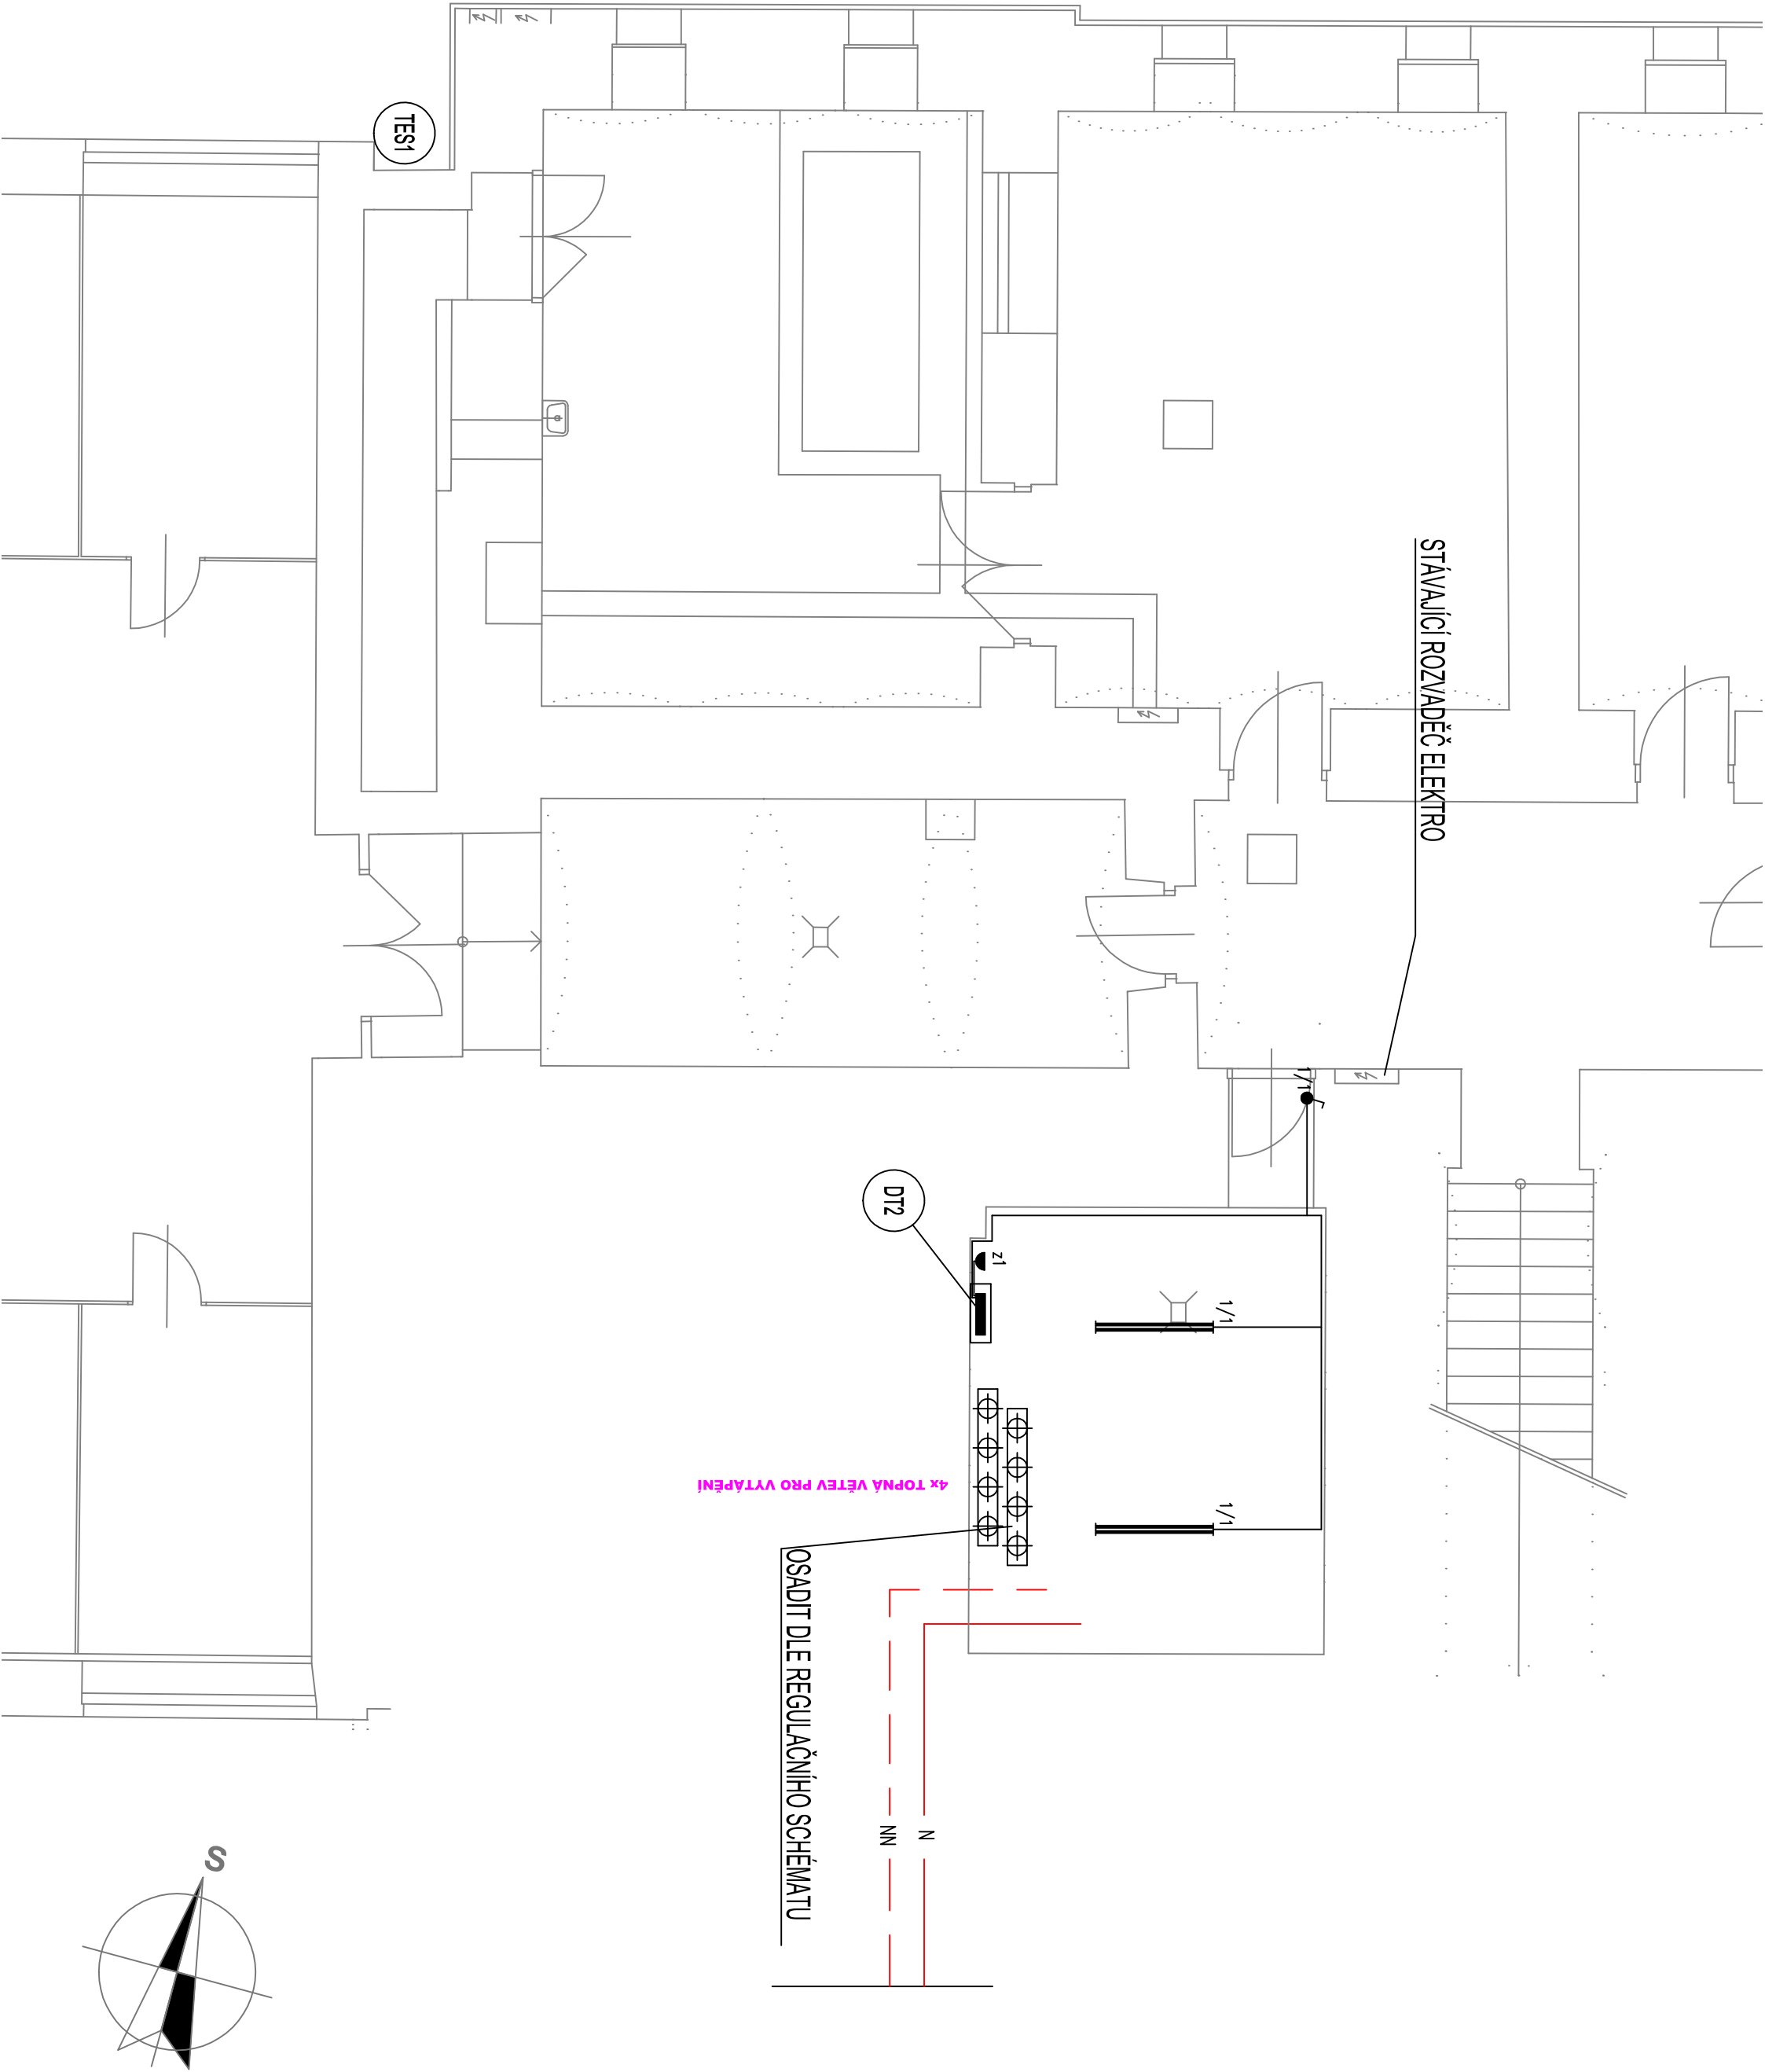 TES1
STÁVAJÍCÍ ROZVADĚČ ELEKTRO
1/1
DT2
z1
1/1
1/1
4x TOPNÁ VĚTEV PRO VYTÁPĚNÍ
OSADIT DLE REGULAČNÍHO SCHÉMATU
NN
N
S